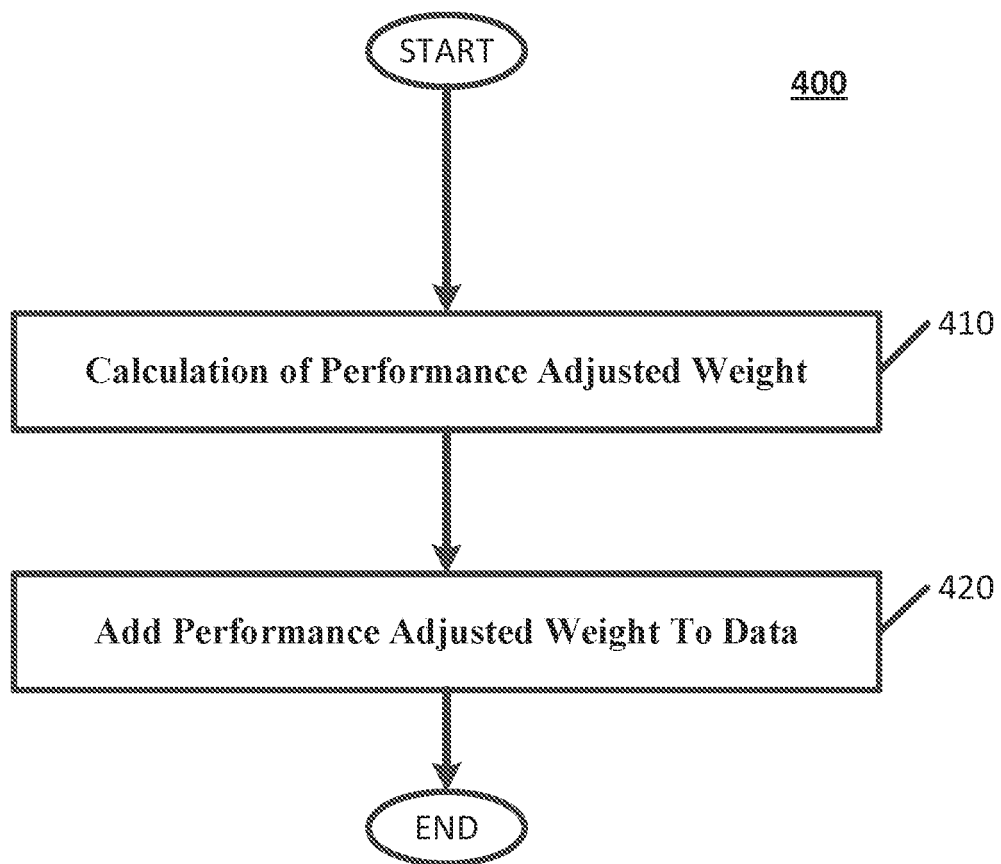 START
400
Calculation of Performance Adjusted Weight
410
Add Performance Adjusted Weight To Data
420
END